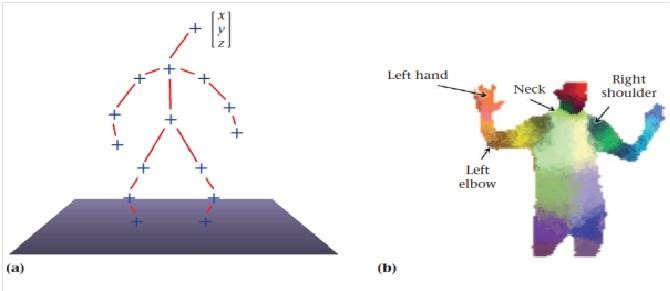 x
y
z
Left hand
Neck
Right
shoulder
Left
elbow
(a)
(b)